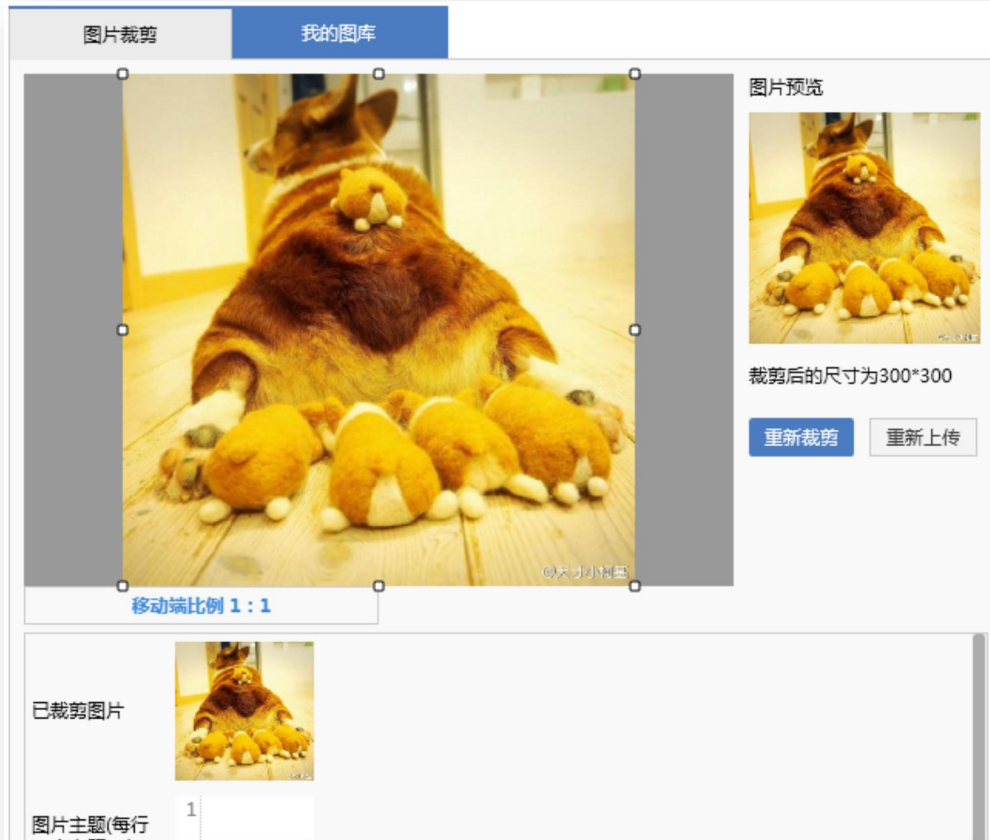 图片裁剪
我的图库
图片预览
裁剪后的尺寸为300*300
重新裁剪
重新上传
移动端比例 1：1
已裁剪图片
图片主题(每行
1